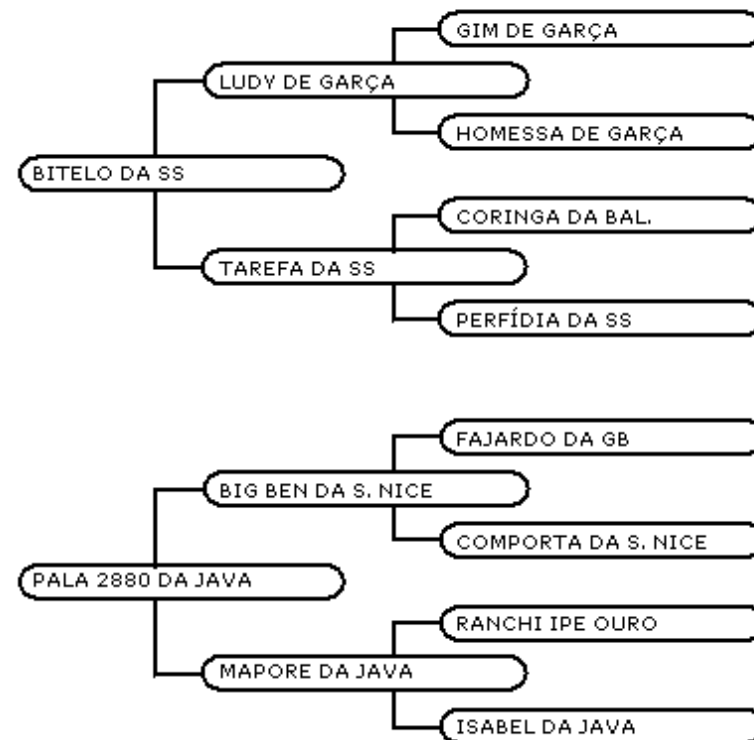 GIM DE GARÇA
LUDY DE GARÇA
HOMESSA DE GARÇA
BITELO DA SS
CORINGA DA BAL.
TAREFA DA SS
PERFÍDIA DA SS
FAJARDO DA GB
BIG BEN DA S. NICE
COMPORTA DA S. NICE
PALA 2880 DA JAVA
RANCHI IPE OURO
MAPORE DA JAVA
ISABEL DA JAVA